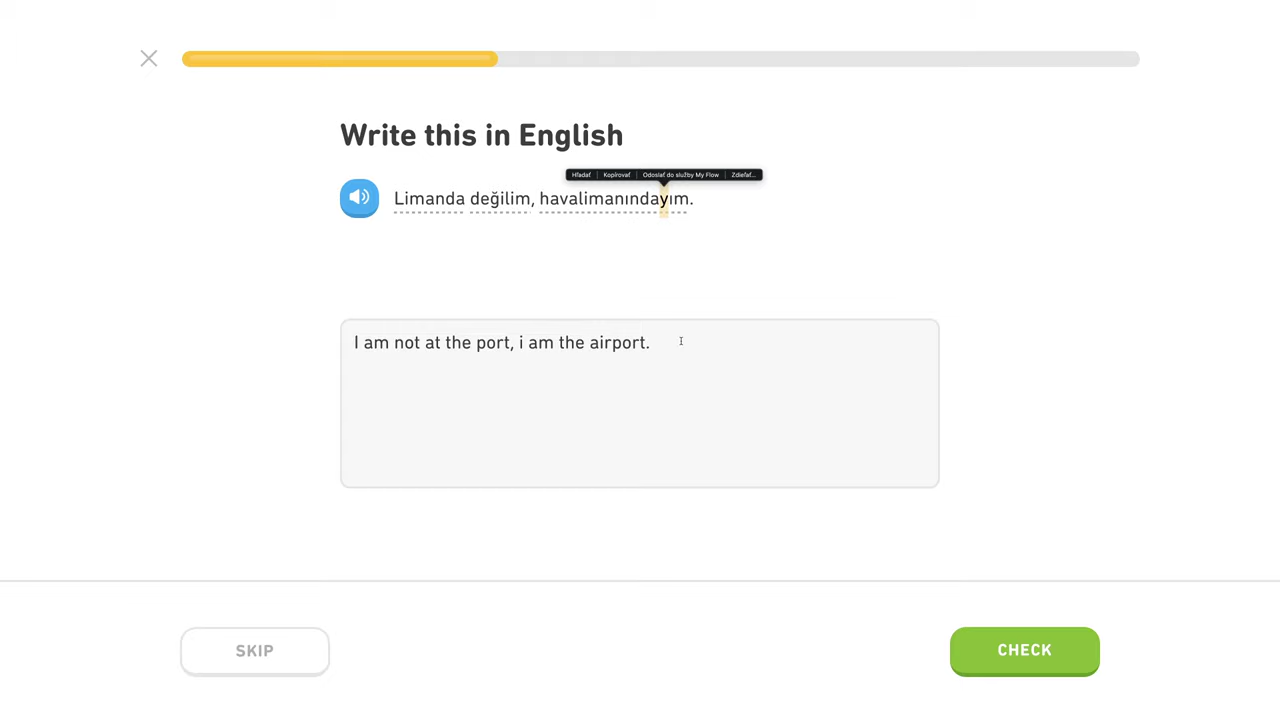 Write this in English
Hľadať Kopírovať Odoslať do služby My Flow Zdieľať...
Limanda değilim, havalimanındayım.
I am not at the port, i am the airport.
SKIP
CHECK